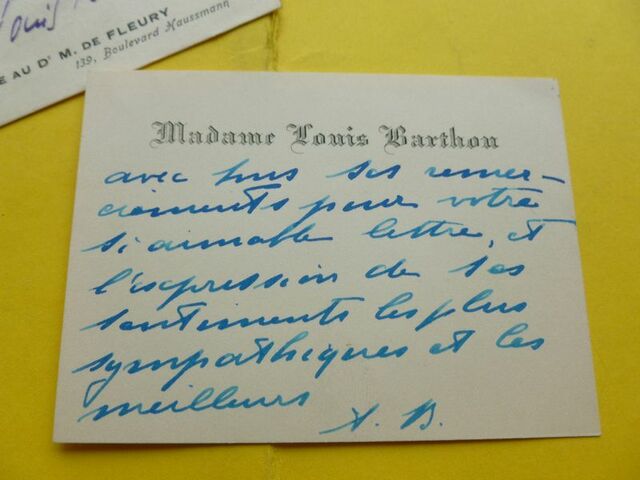 E AU Dʳ M. DE FLEURY
139, Boulevard Haussmann
Madame Louis Barthou
avec tous ses remer-
ciements pour votre
si aimable lettre, et
l'expression de ses
sentiments les plus
sympathiques et les
meilleurs
A. B.